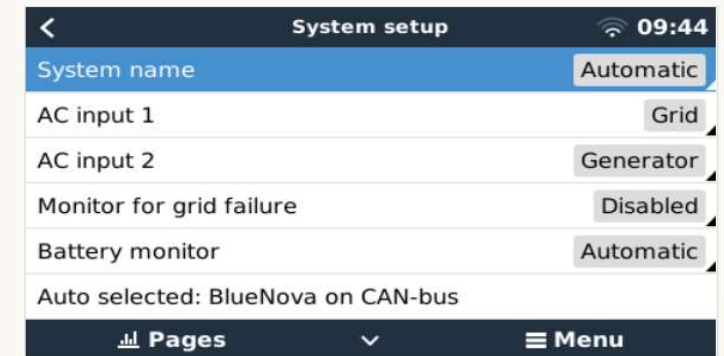 System setup 09:44
System name Automatic
AC input 1 Grid
AC input 2 Generator
Monitor for grid failure Disabled
Battery monitor Automatic
Auto selected: BlueNova on CAN-bus
Pages Menu